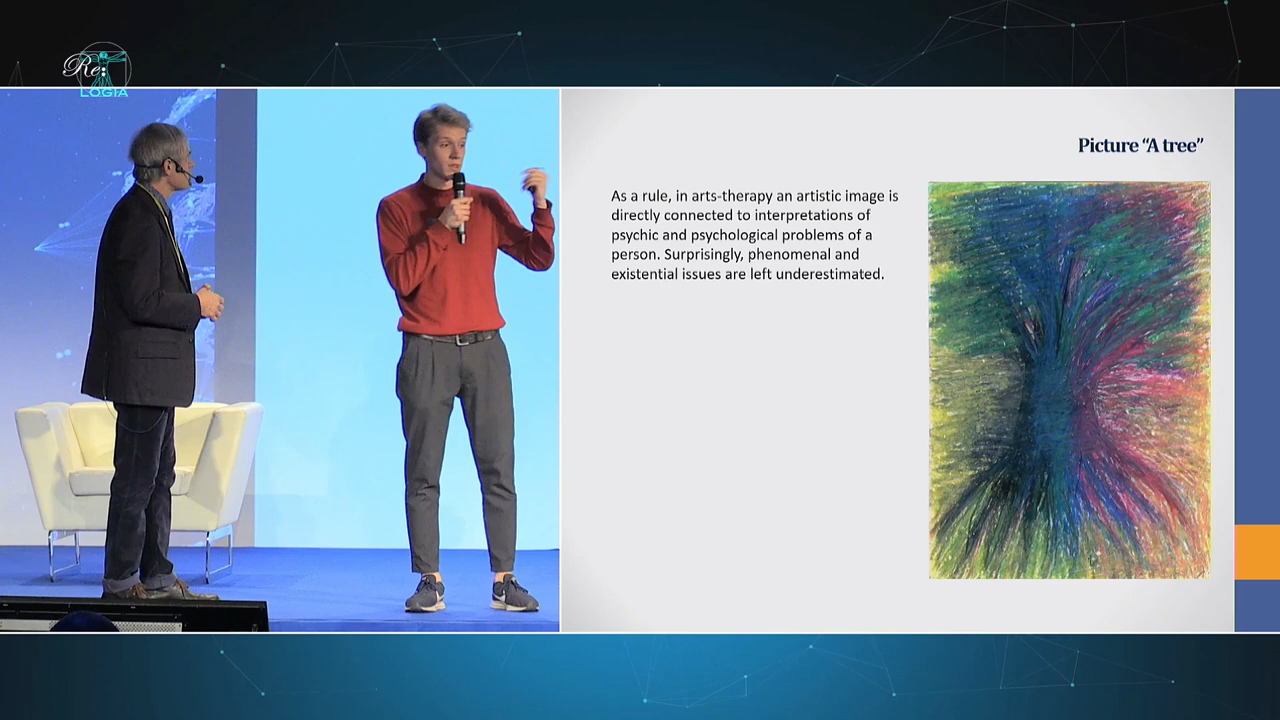 Re:
LOGIA
Picture “A tree”
As a rule, in arts-therapy an artistic image is
directly connected to interpretations of
psychic and psychological problems of a
person. Surprisingly, phenomenal and
existential issues are left underestimated.